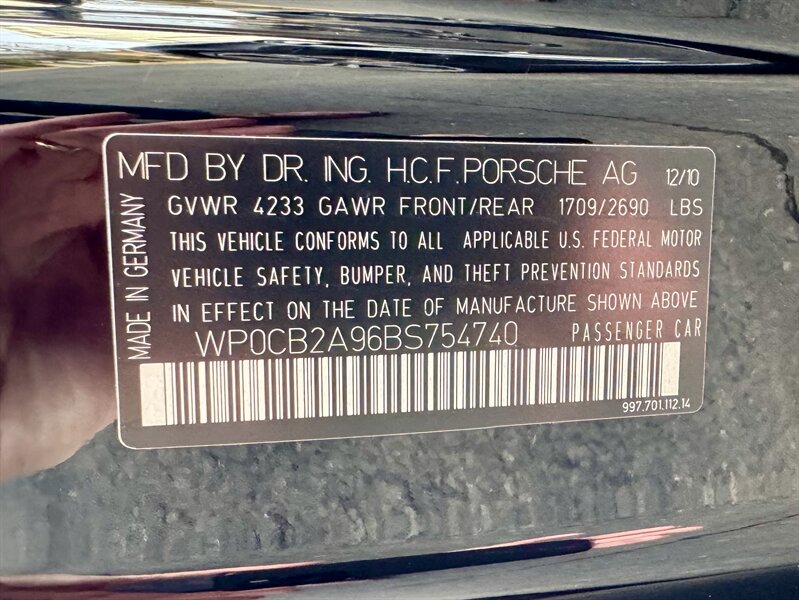 MFD BY DR. ING. H.C.F. PORSCHE AG 12/10
MADE IN GERMANY
GVWR 4233 GAWR FRONT/REAR 1709/2690 LBS
THIS VEHICLE CONFORMS TO ALL APPLICABLE U.S. FEDERAL MOTOR
VEHICLE SAFETY, BUMPER, AND THEFT PREVENTION STANDARDS
IN EFFECT ON THE DATE OF MANUFACTURE SHOWN ABOVE
WP0CB2A96BS754740 PASSENGER CAR
997.701.112.14